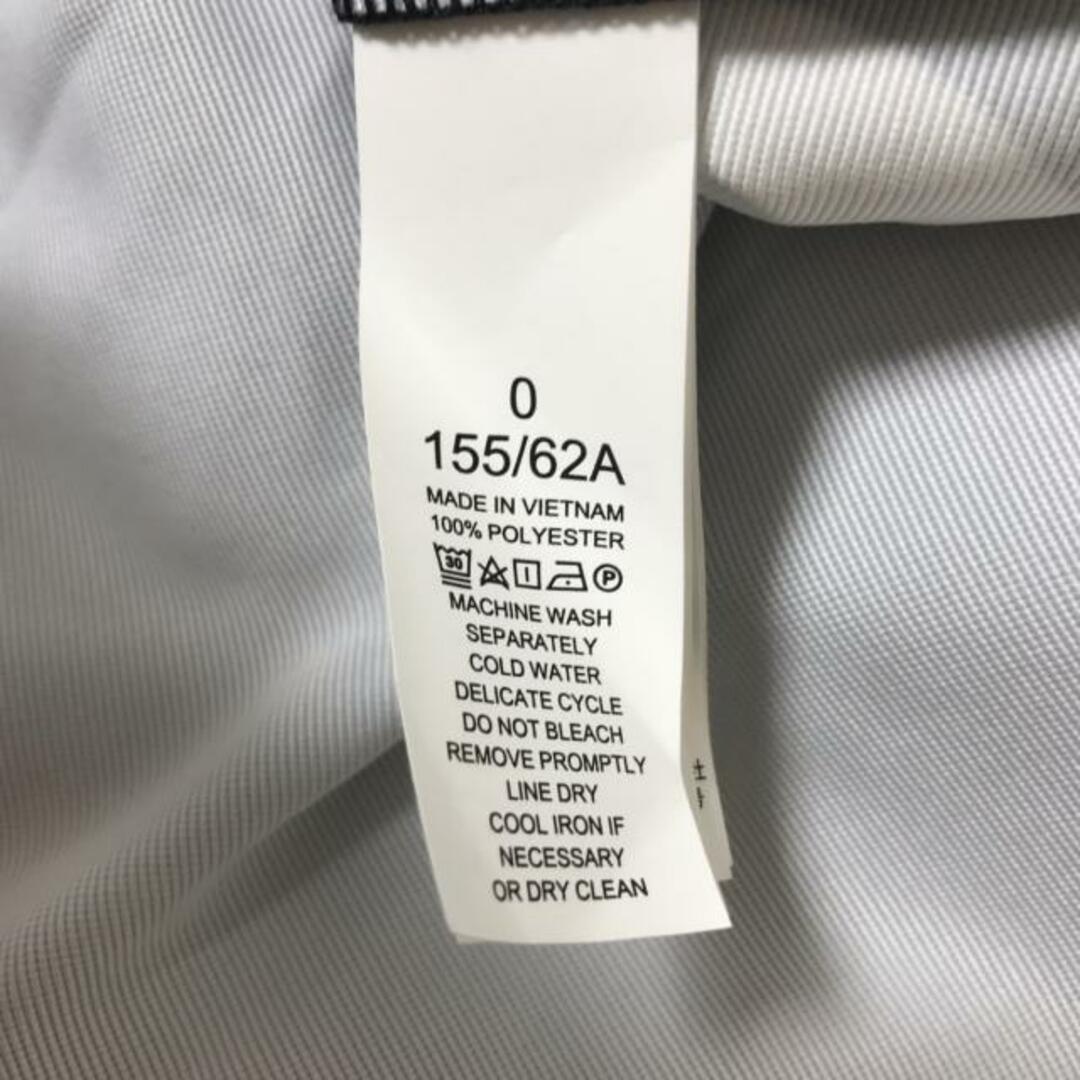 0
155/62A
MADE IN VIETNAM
100% POLYESTER
30 P
MACHINE WASH
SEPARATELY
COLD WATER
DELICATE CYCLE
DO NOT BLEACH
REMOVE PROMPTLY
LINE DRY
COOL IRON IF
NECESSARY
OR DRY CLEAN